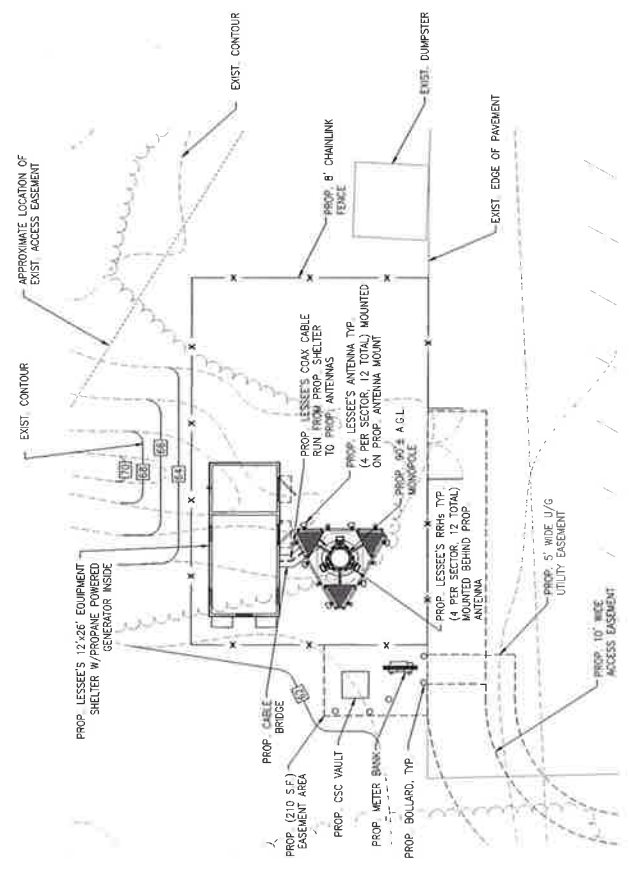 EXIST. CONTOUR
APPROXIMATE LOCATION OF
EXIST. ACCESS EASEMENT
EXIST. CONTOUR
PROP. LESSEE'S 12'x26' EQUIPMENT
SHELTER W/PROPANE POWERED
GENERATOR INSIDE
70
68
66
64
62
PROP. CABLE
BRIDGE
PROP. (210 S.F.)
EASEMENT AREA
PROP. CSC VAULT
PROP. METER BANK
PROP. BOLLARD, TYP.
PROP. LESSEE'S COAX CABLE
RUN FROM PROP. SHELTER
TO PROP. ANTENNAS
PROP. LESSEE'S ANTENNA TYP.
(4 PER SECTOR, 12 TOTAL) MOUNTED
ON PROP. ANTENNA MOUNT
PROP. 90'± A.G.L.
MONOPOLE
PROP. LESSEE'S RRHs TYP.
(4 PER SECTOR, 12 TOTAL)
MOUNTED BEHIND PROP.
ANTENNA
PROP. 8' CHAINLINK
FENCE
EXIST. DUMPSTER
EXIST. EDGE OF PAVEMENT
PROP. 5' WIDE U/G
UTILITY EASEMENT
PROP. 10' WIDE
ACCESS EASEMENT